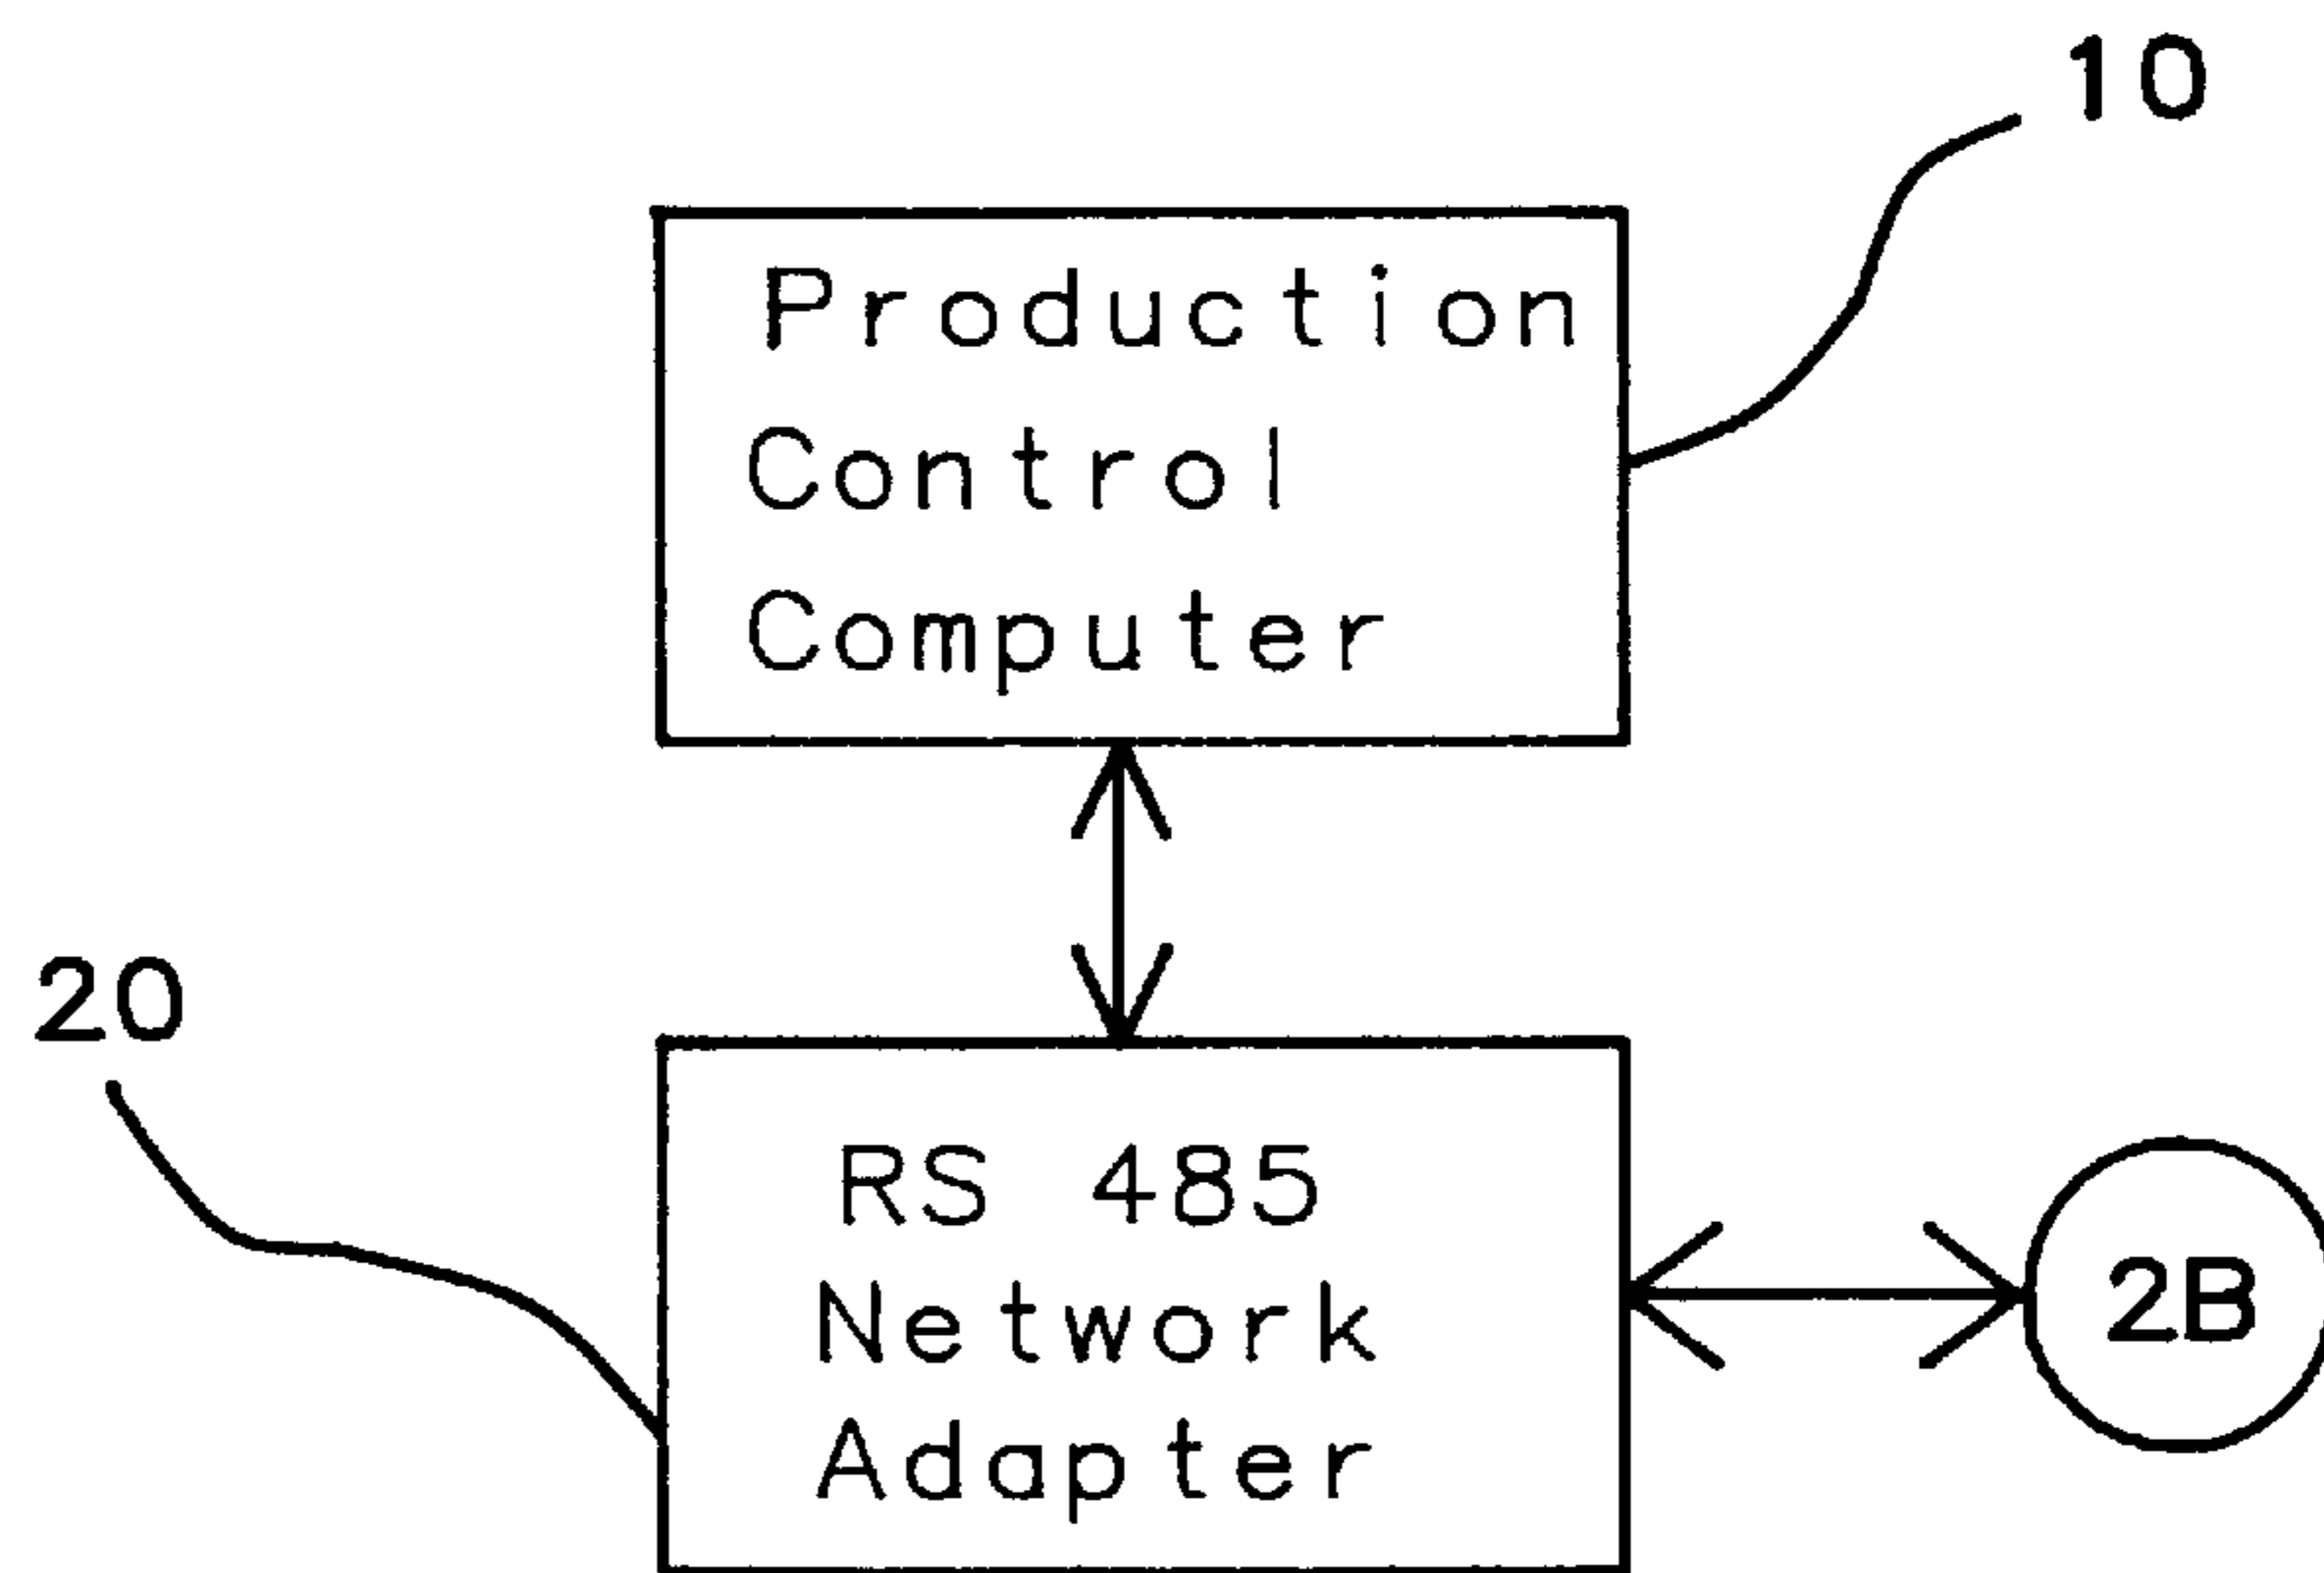 10
Production
Control
Computer
20
RS 485
Network
Adapter
2B